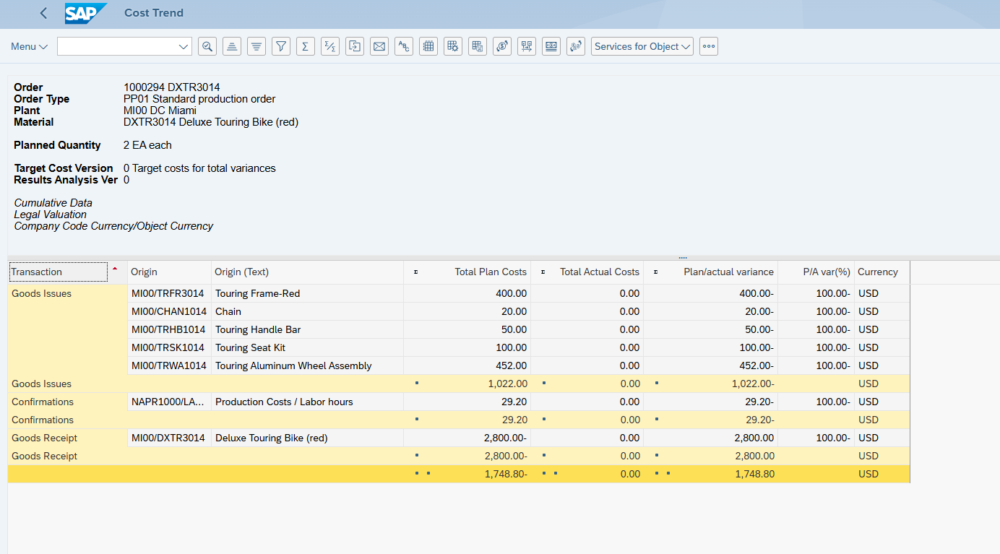 SAP Cost Trend
Menu Services for Object
Order 1000294 DXTR3014
Order Type PP01 Standard production order
Plant MI00 DC Miami
Material DXTR3014 Deluxe Touring Bike (red)
Planned Quantity 2 EA each
Target Cost Version 0 Target costs for total variances
Results Analysis Ver 0
Cumulative Data
Legal Valuation
Company Code Currency/Object Currency
Transaction Origin Origin (Text) Σ Total Plan Costs Σ Total Actual Costs Σ Plan/actual variance P/A var(%) Currency
Goods Issues MI00/TRFR3014 Touring Frame-Red 400.00 0.00 400.00- 100.00- USD
MI00/CHAN1014 Chain 20.00 0.00 20.00- 100.00- USD
MI00/TRHB1014 Touring Handle Bar 50.00 0.00 50.00- 100.00- USD
MI00/TRSK1014 Touring Seat Kit 100.00 0.00 100.00- 100.00- USD
MI00/TRWA1014 Touring Aluminum Wheel Assembly 452.00 0.00 452.00- 100.00- USD
Goods Issues 1,022.00 0.00 1,022.00- USD
Confirmations NAPR1000/LA... Production Costs / Labor hours 29.20 0.00 29.20- 100.00- USD
Confirmations 29.20 0.00 29.20- USD
Goods Receipt MI00/DXTR3014 Deluxe Touring Bike (red) 2,800.00- 0.00 2,800.00 100.00- USD
Goods Receipt 2,800.00- 0.00 2,800.00 USD
1,748.80- 0.00 1,748.80 USD